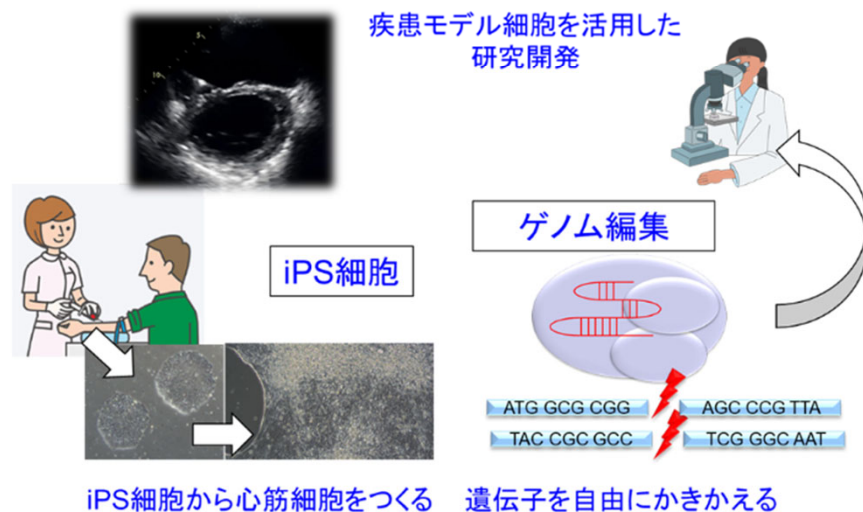 疾患モデル細胞を活用した
研究開発
5
10
iPS細胞
ゲノム編集
ATG GCG CGG
AGC CCG TTA
TAC CGC GCC
TCG GGC AAT
iPS細胞から心筋細胞をつくる
遺伝子を自由にかきかえる